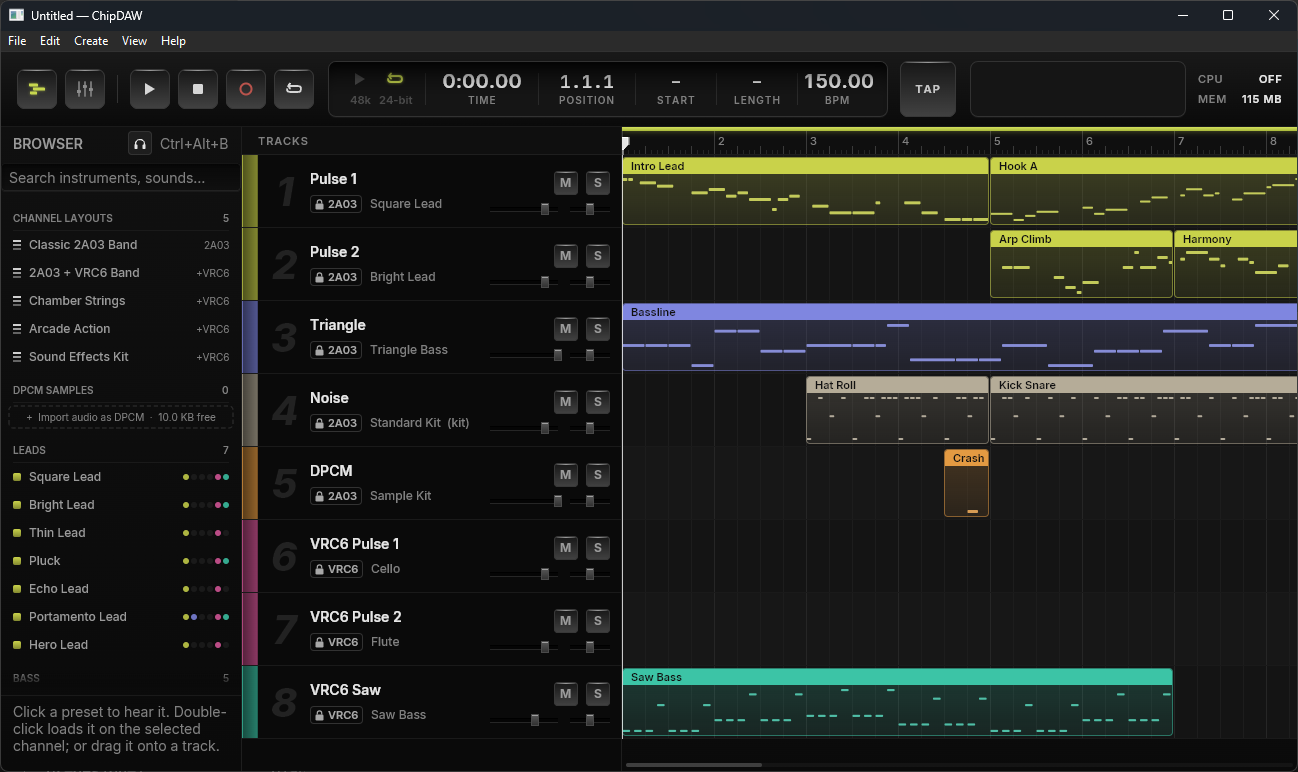 Untitled — ChipDAW
File Edit Create View Help
48k 24-bit
0:00.00
TIME
1.1.1
POSITION
–
START
–
LENGTH
150.00
BPM
TAP
CPU OFF
MEM 115 MB
BROWSER Ctrl+Alt+B
Search instruments, sounds...
CHANNEL LAYOUTS 5
Classic 2A03 Band 2A03
2A03 + VRC6 Band +VRC6
Chamber Strings +VRC6
Arcade Action +VRC6
Sound Effects Kit +VRC6
DPCM SAMPLES 0
+ Import audio as DPCM · 10.0 KB free
LEADS 7
Square Lead
Bright Lead
Thin Lead
Pluck
Echo Lead
Portamento Lead
Hero Lead
BASS 5
Click a preset to hear it. Double-
click loads it on the selected
channel; or drag it onto a track.
TRACKS
1 Pulse 1 M S
2A03 Square Lead
2 Pulse 2 M S
2A03 Bright Lead
3 Triangle M S
2A03 Triangle Bass
4 Noise M S
2A03 Standard Kit (kit)
5 DPCM M S
2A03 Sample Kit
6 VRC6 Pulse 1 M S
VRC6 Cello
7 VRC6 Pulse 2 M S
VRC6 Flute
8 VRC6 Saw M S
VRC6 Saw Bass
2 3 4 5 6 7 8
Intro Lead
Hook A
Arp Climb
Harmony
Bassline
Hat Roll
Kick Snare
Crash
Saw Bass